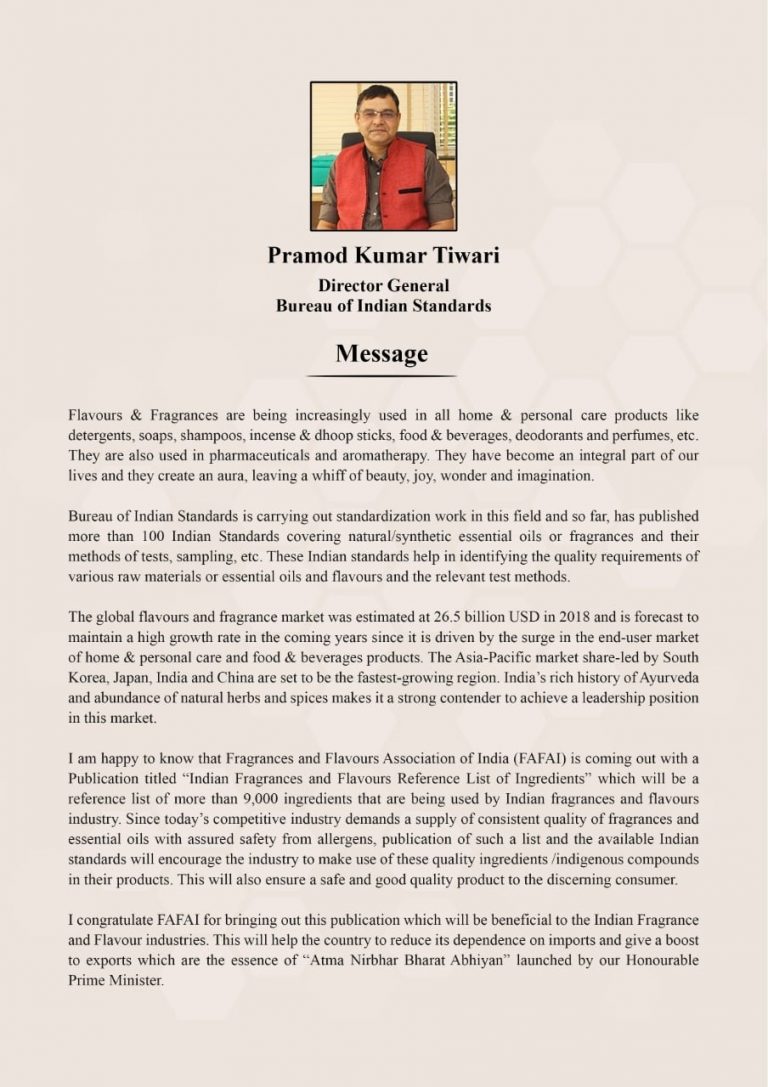 Pramod Kumar Tiwari
Director General
Bureau of Indian Standards
Message
Flavours & Fragrances are being increasingly used in all home & personal care products like
detergents, soaps, shampoos, incense & dhoop sticks, food & beverages, deodorants and perfumes, etc.
They are also used in pharmaceuticals and aromatherapy. They have become an integral part of our
lives and they create an aura, leaving a whiff of beauty, joy, wonder and imagination.
Bureau of Indian Standards is carrying out standardization work in this field and so far, has published
more than 100 Indian Standards covering natural/synthetic essential oils or fragrances and their
methods of tests, sampling, etc. These Indian standards help in identifying the quality requirements of
various raw materials or essential oils and flavours and the relevant test methods.
The global flavours and fragrance market was estimated at 26.5 billion USD in 2018 and is forecast to
maintain a high growth rate in the coming years since it is driven by the surge in the end-user market
of home & personal care and food & beverages products. The Asia-Pacific market share-led by South
Korea, Japan, India and China are set to be the fastest-growing region. India's rich history of Ayurveda
and abundance of natural herbs and spices makes it a strong contender to achieve a leadership position
in this market.
I am happy to know that Fragrances and Flavours Association of India (FAFAI) is coming out with a
Publication titled “Indian Fragrances and Flavours Reference List of Ingredients” which will be a
reference list of more than 9,000 ingredients that are being used by Indian fragrances and flavours
industry. Since today's competitive industry demands a supply of consistent quality of fragrances and
essential oils with assured safety from allergens, publication of such a list and the available Indian
standards will encourage the industry to make use of these quality ingredients /indigenous compounds
in their products. This will also ensure a safe and good quality product to the discerning consumer.
I congratulate FAFAI for bringing out this publication which will be beneficial to the Indian Fragrance
and Flavour industries. This will help the country to reduce its dependence on imports and give a boost
to exports which are the essence of “Atma Nirbhar Bharat Abhiyan” launched by our Honourable
Prime Minister.